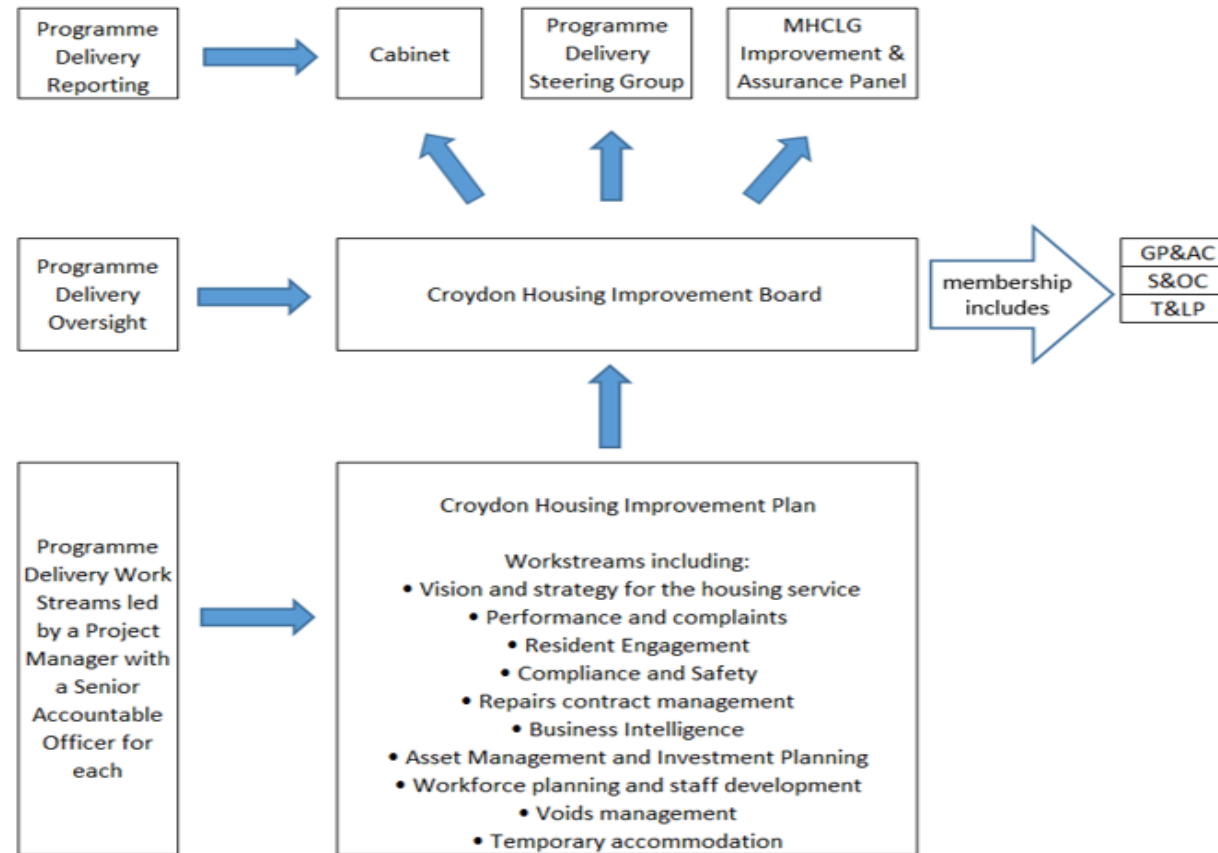 Programme
Delivery
Reporting
Cabinet
Programme
Delivery
Steering Group
MHCLG
Improvement &
Assurance Panel
Programme
Delivery
Oversight
Croydon Housing Improvement Board
membership
includes
GP&AC
S&OC
T&LP
Programme
Delivery Work
Streams led
by a Project
Manager with
a Senior
Accountable
Officer for
each
Croydon Housing Improvement Plan
Workstreams including:
• Vision and strategy for the housing service
• Performance and complaints
• Resident Engagement
• Compliance and Safety
• Repairs contract management
• Business Intelligence
• Asset Management and Investment Planning
• Workforce planning and staff development
• Voids management
• Temporary accommodation